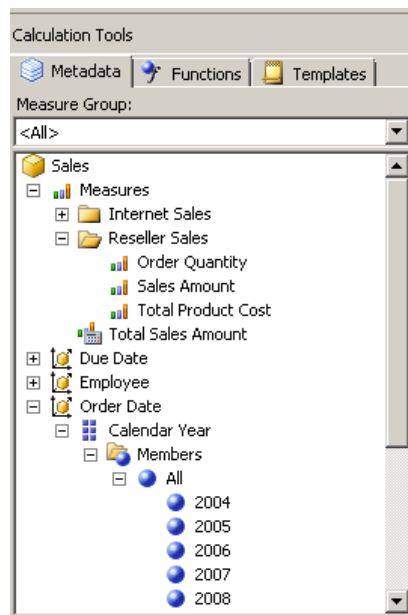 Calculation Tools
Metadata Functions Templates
Measure Group:
<All>
Sales
Measures
Internet Sales
Reseller Sales
Order Quantity
Sales Amount
Total Product Cost
Total Sales Amount
Due Date
Employee
Order Date
Calendar Year
Members
All
2004
2005
2006
2007
2008